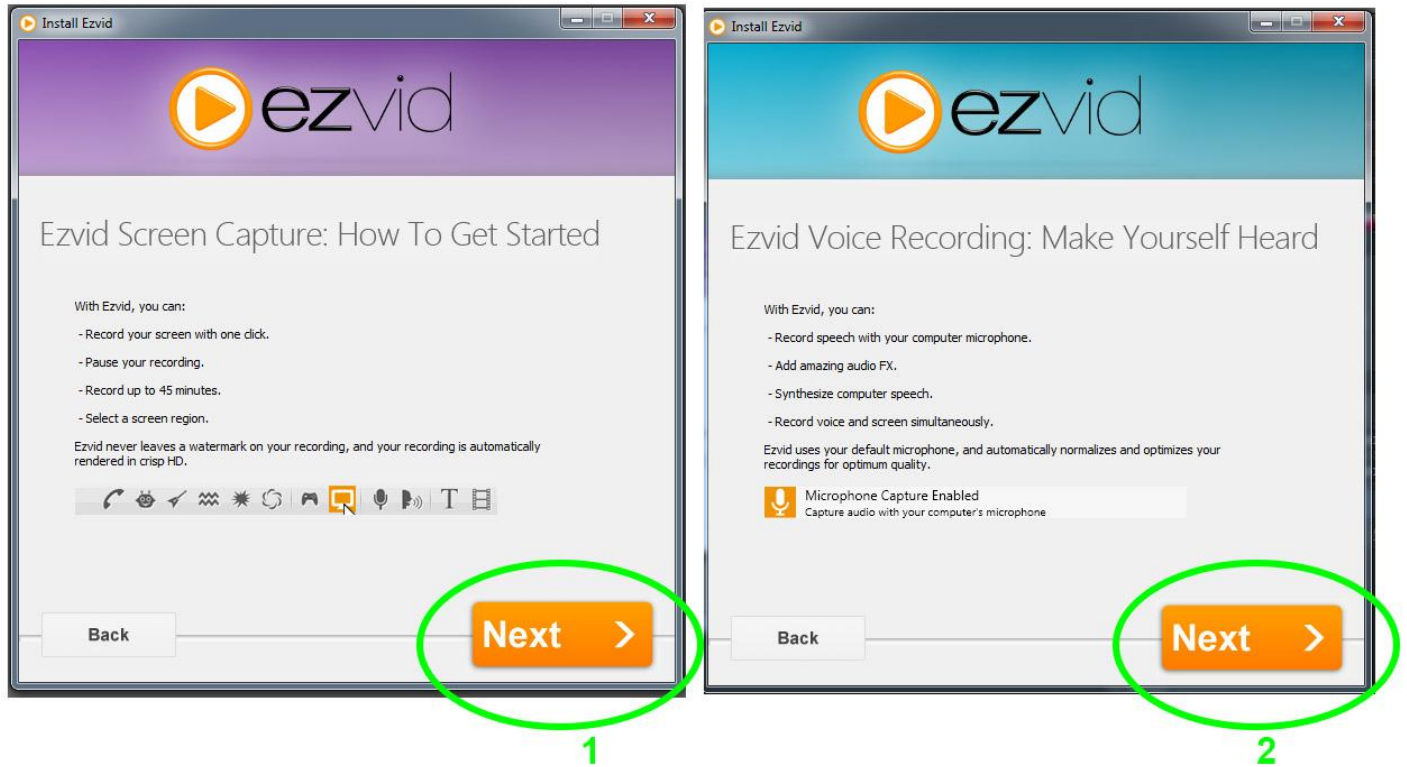 Install Ezvid
ezvid
Ezvid Screen Capture: How To Get Started
With Ezvid, you can:
- Record your screen with one click.
- Pause your recording.
- Record up to 45 minutes.
- Select a screen region.
Ezvid never leaves a watermark on your recording, and your recording is automatically
rendered in crisp HD.
T
Back
Next >
1
Install Ezvid
ezvid
Ezvid Voice Recording: Make Yourself Heard
With Ezvid, you can:
- Record speech with your computer microphone.
- Add amazing audio FX.
- Synthesize computer speech.
- Record voice and screen simultaneously.
Ezvid uses your default microphone, and automatically normalizes and optimizes your
recordings for optimum quality.
Microphone Capture Enabled
Capture audio with your computer's microphone
Back
Next >
2